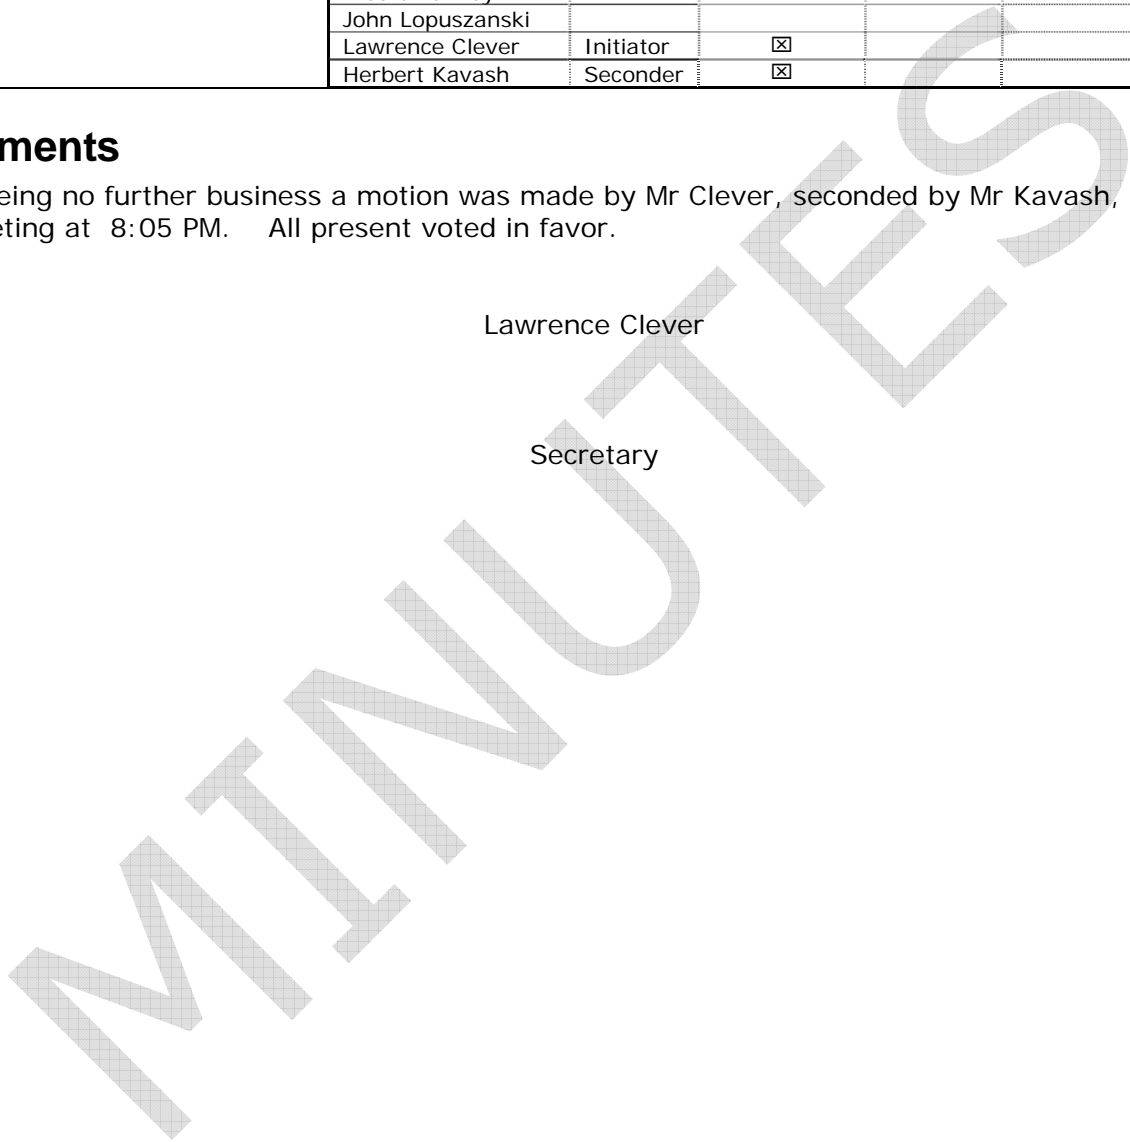 John Lopuszanski
Lawrence Clever Initiator ☒
Herbert Kavash Seconder ☒
ments
eing no further business a motion was made by Mr Clever, seconded by Mr Kavash,
eting at 8:05 PM. All present voted in favor.
Lawrence Clever
Secretary
MINUTES